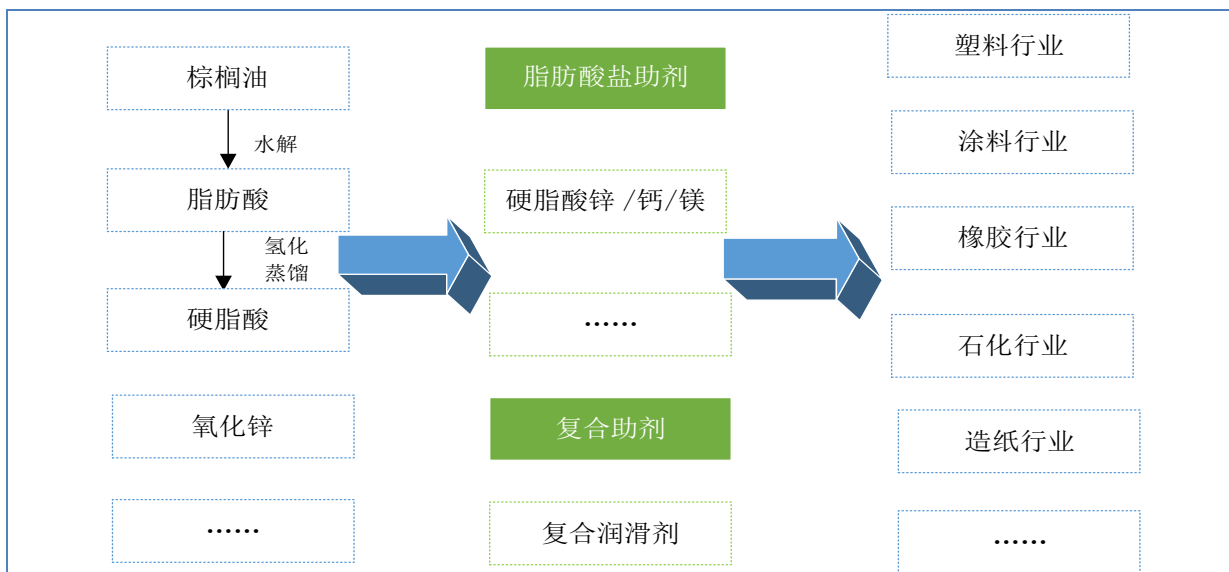 棕榈油
水解
脂肪酸
氢化
蒸馏
硬脂酸
氧化锌
……
脂肪酸盐助剂
硬脂酸锌 /钙/镁
……
复合助剂
复合润滑剂
塑料行业
涂料行业
橡胶行业
石化行业
造纸行业
……